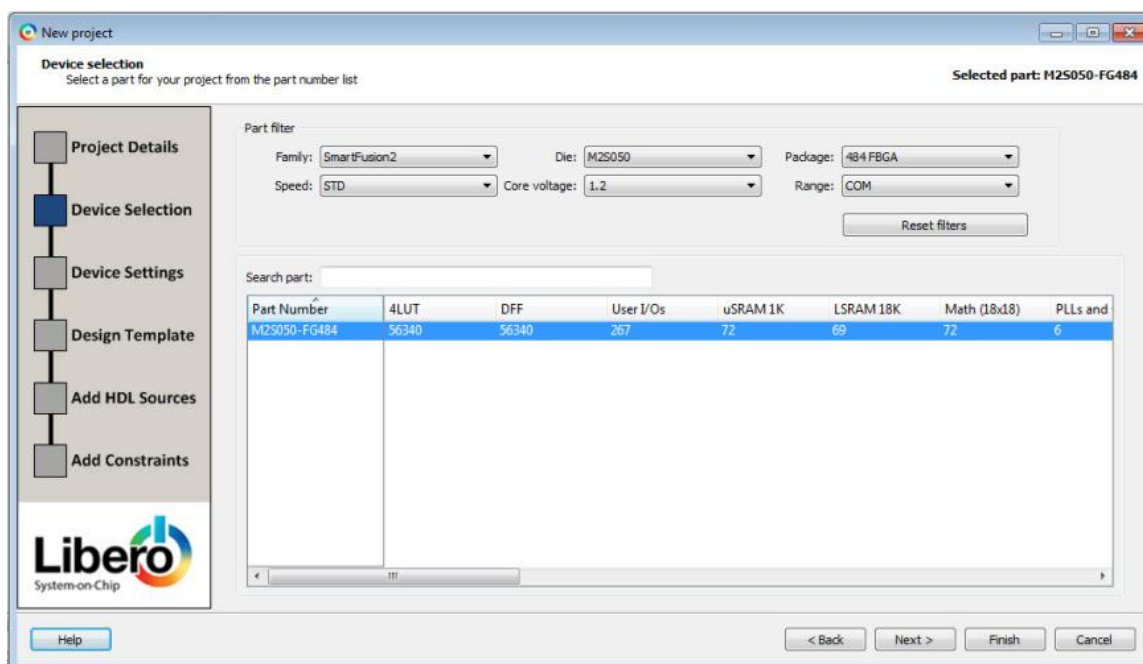 New project
Device selection
Select a part for your project from the part number list
Selected part: M2S050-FG484
Project Details
Device Selection
Device Settings
Design Template
Add HDL Sources
Add Constraints
Libero
System-on-Chip
Part filter
Family: SmartFusion2 Die: M2S050 Package: 484 FBGA
Speed: STD Core voltage: 1.2 Range: COM
Reset filters
Search part:
Part Number 4LUT DFF User I/Os uSRAM 1K LSRAM 18K Math (18x18) PLLs and
M2S050-FG484 56340 56340 267 72 69 72 6
Help < Back Next > Finish Cancel